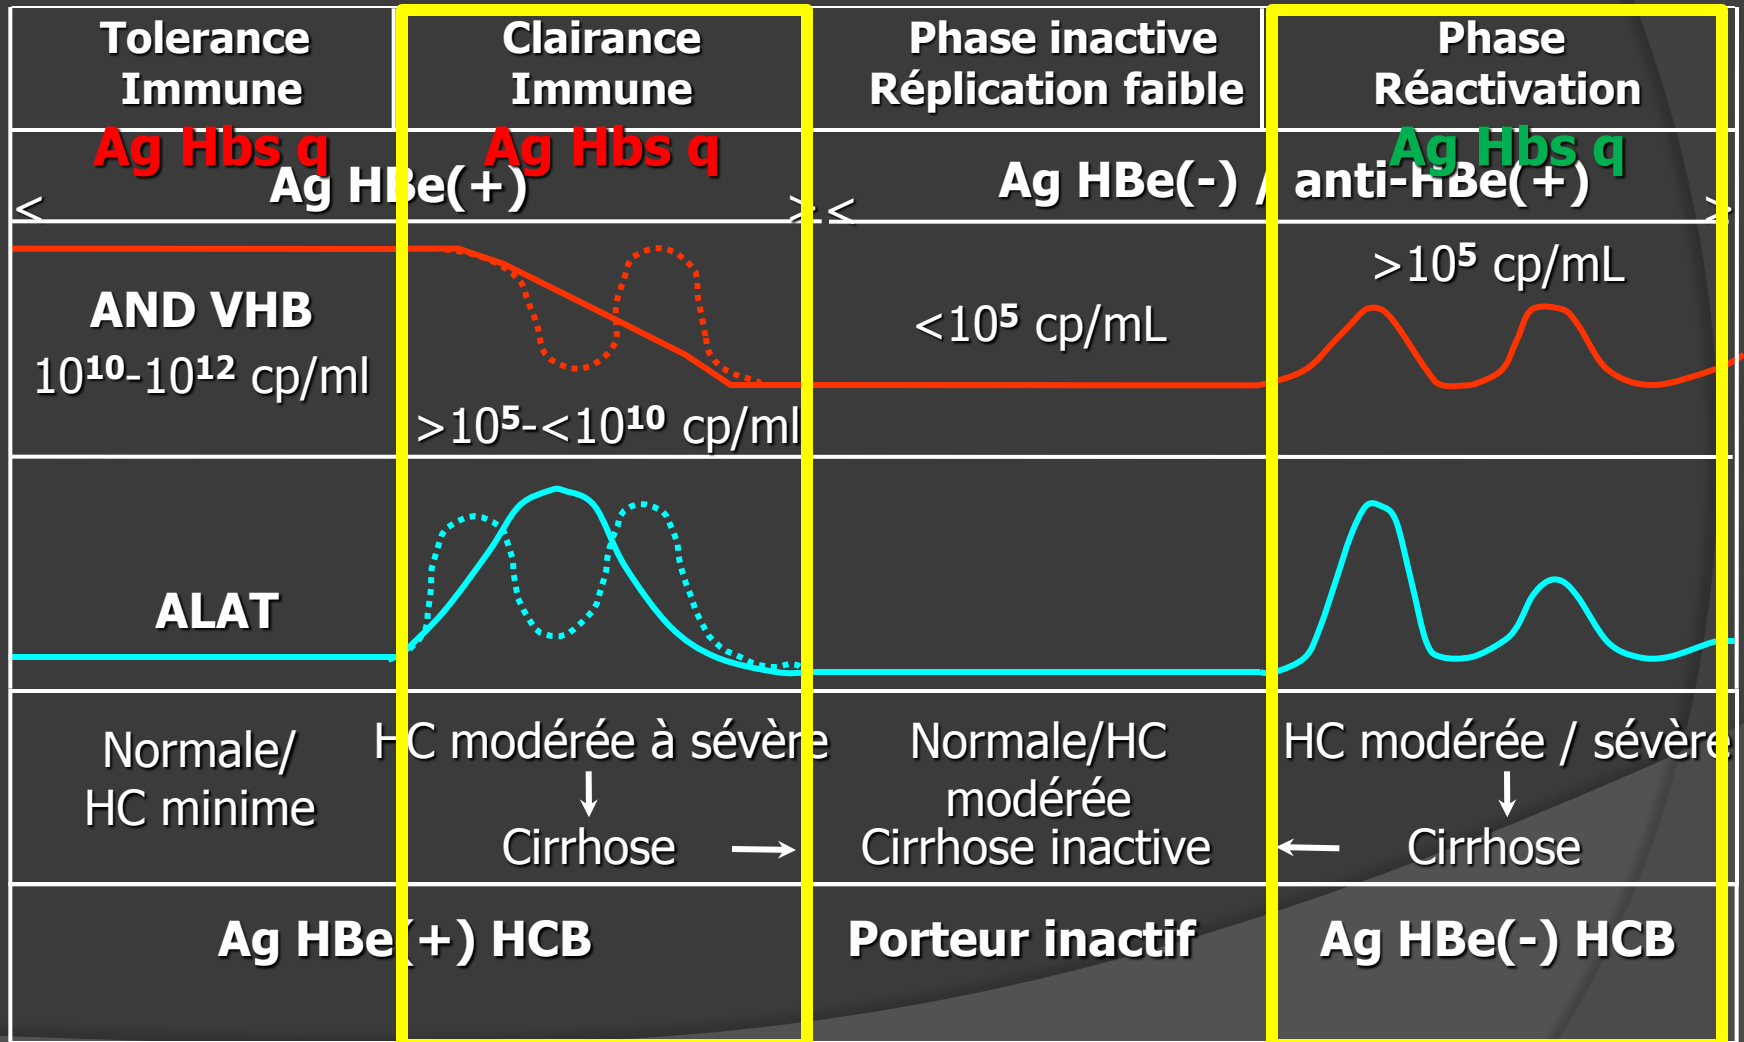 Tolerance
Immune
Clairance
Immune
Phase inactive
Réplication faible
Phase
Réactivation
Ag Hbs q
Ag Hbs q
Ag Hbs q
Ag HBe(+)
Ag HBe(-) / anti-HBe(+)
< > < >
AND VHB
10¹⁰-10¹² cp/ml
>10⁵-<10¹⁰ cp/ml
<10⁵ cp/mL
>10⁵ cp/mL
ALAT
Normale/
HC minime
HC modérée à sévère
Cirrhose
Normale/HC
modérée
Cirrhose inactive
HC modérée / sévère
Cirrhose
Ag HBe(+) HCB
Porteur inactif
Ag HBe(-) HCB